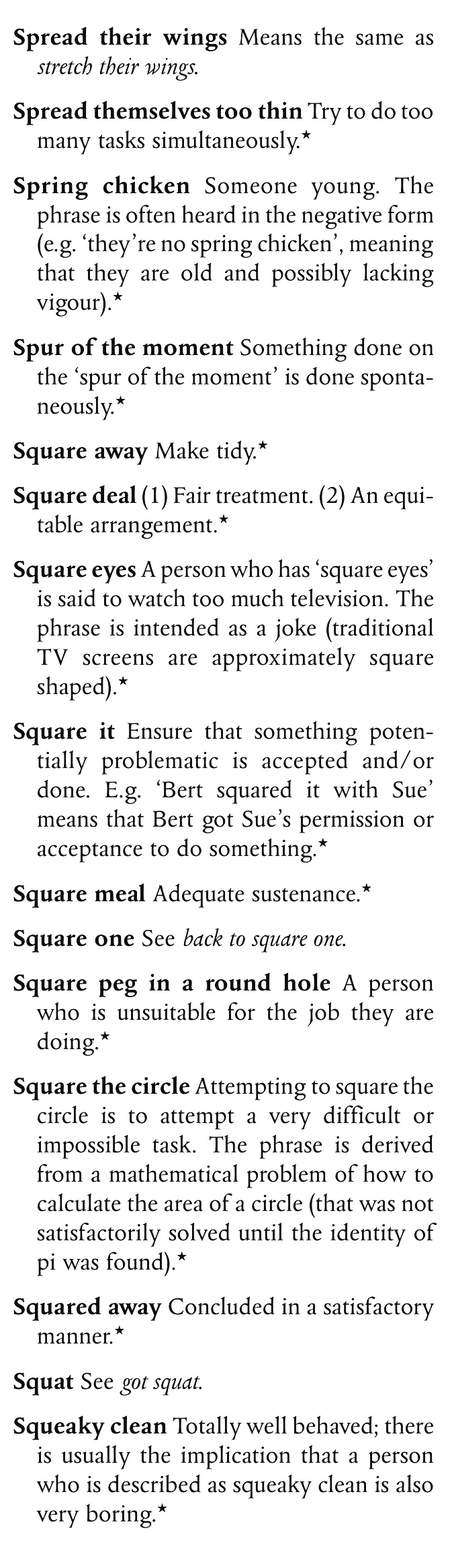 Spread their wings Means the same as
stretch their wings.
Spread themselves too thin Try to do too
many tasks simultaneously.★
Spring chicken Someone young. The
phrase is often heard in the negative form
(e.g. ‘they’re no spring chicken’, meaning
that they are old and possibly lacking
vigour).★
Spur of the moment Something done on
the ‘spur of the moment’ is done sponta-
neously.★
Square away Make tidy.★
Square deal (1) Fair treatment. (2) An equi-
table arrangement.★
Square eyes A person who has ‘square eyes’
is said to watch too much television. The
phrase is intended as a joke (traditional
TV screens are approximately square
shaped).★
Square it Ensure that something poten-
tially problematic is accepted and/or
done. E.g. ‘Bert squared it with Sue’
means that Bert got Sue’s permission or
acceptance to do something.★
Square meal Adequate sustenance.★
Square one See back to square one.
Square peg in a round hole A person
who is unsuitable for the job they are
doing.★
Square the circle Attempting to square the
circle is to attempt a very difficult or
impossible task. The phrase is derived
from a mathematical problem of how to
calculate the area of a circle (that was not
satisfactorily solved until the identity of
pi was found).★
Squared away Concluded in a satisfactory
manner.★
Squat See got squat.
Squeaky clean Totally well behaved; there
is usually the implication that a person
who is described as squeaky clean is also
very boring.★